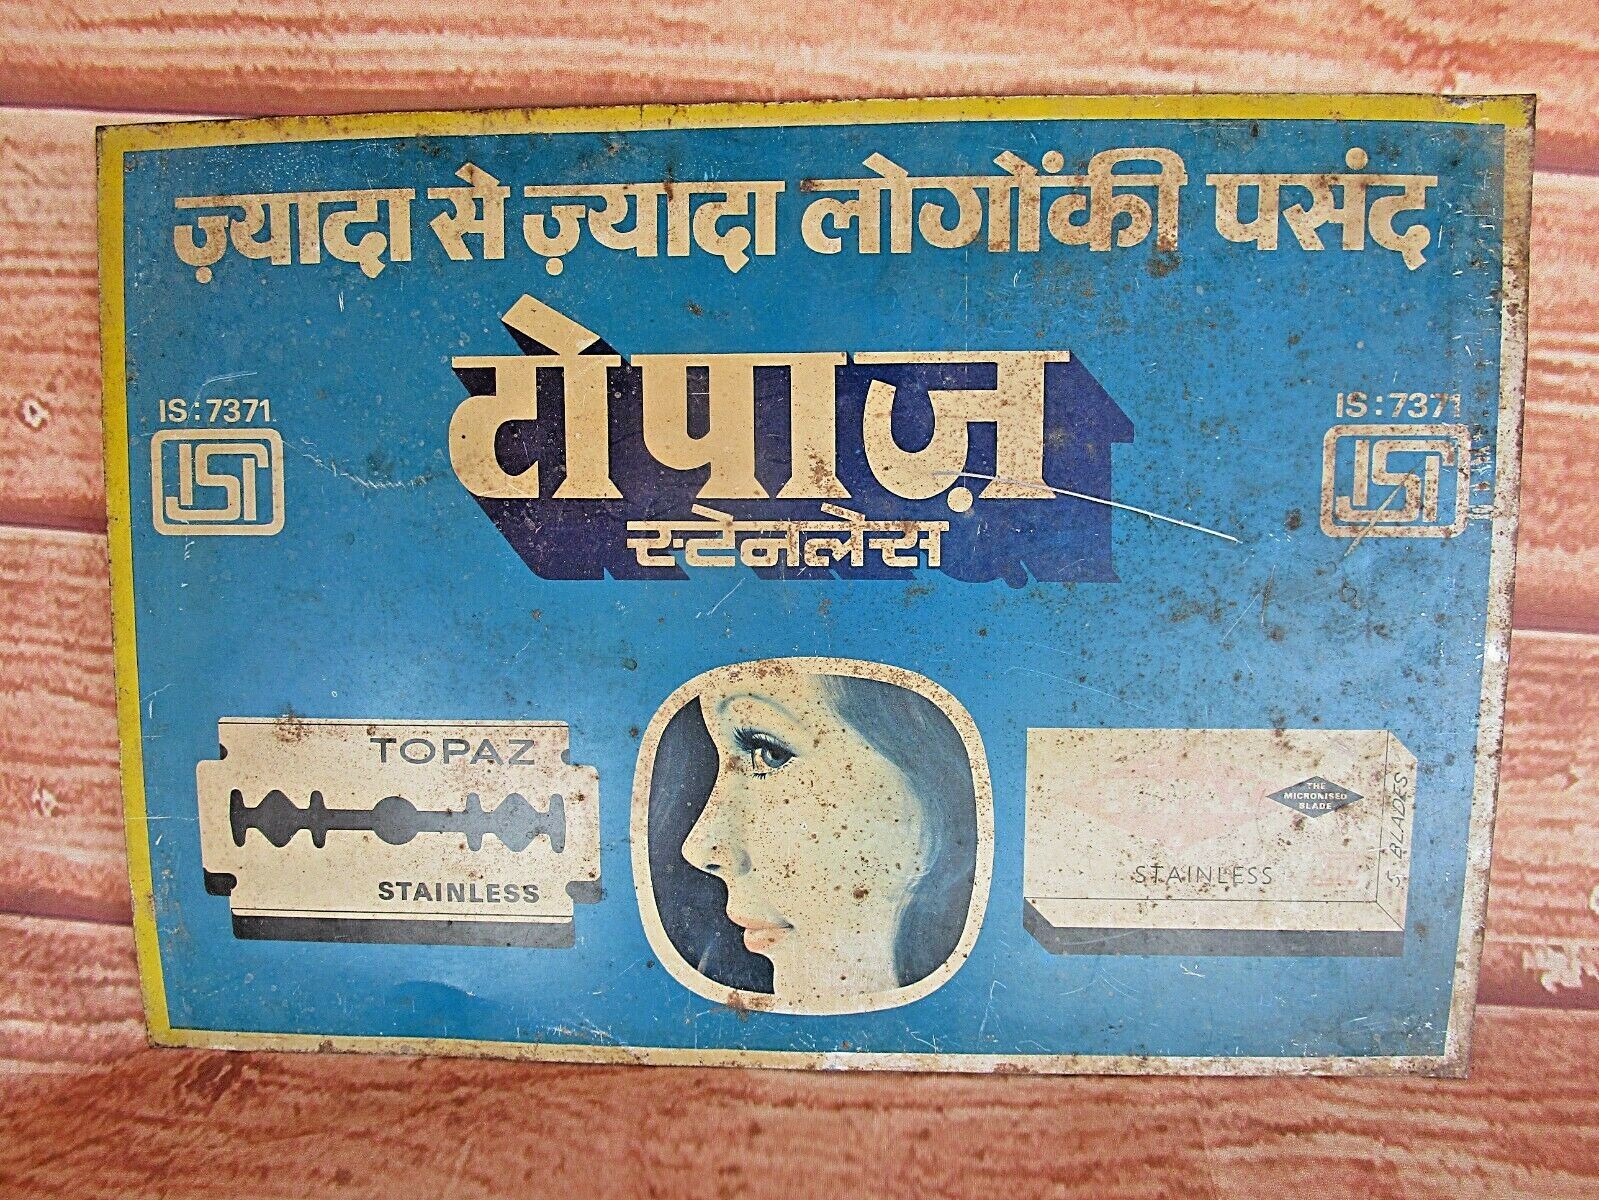 ज़्यादा से ज़्यादा लोगोंकी पसंद
टोपाज़
स्टेनलेस
IS:7371
ISI
IS:7371
ISI
TOPAZ
STAINLESS
THE
MICRONISED
BLADE
STAINLESS
5 BLADES